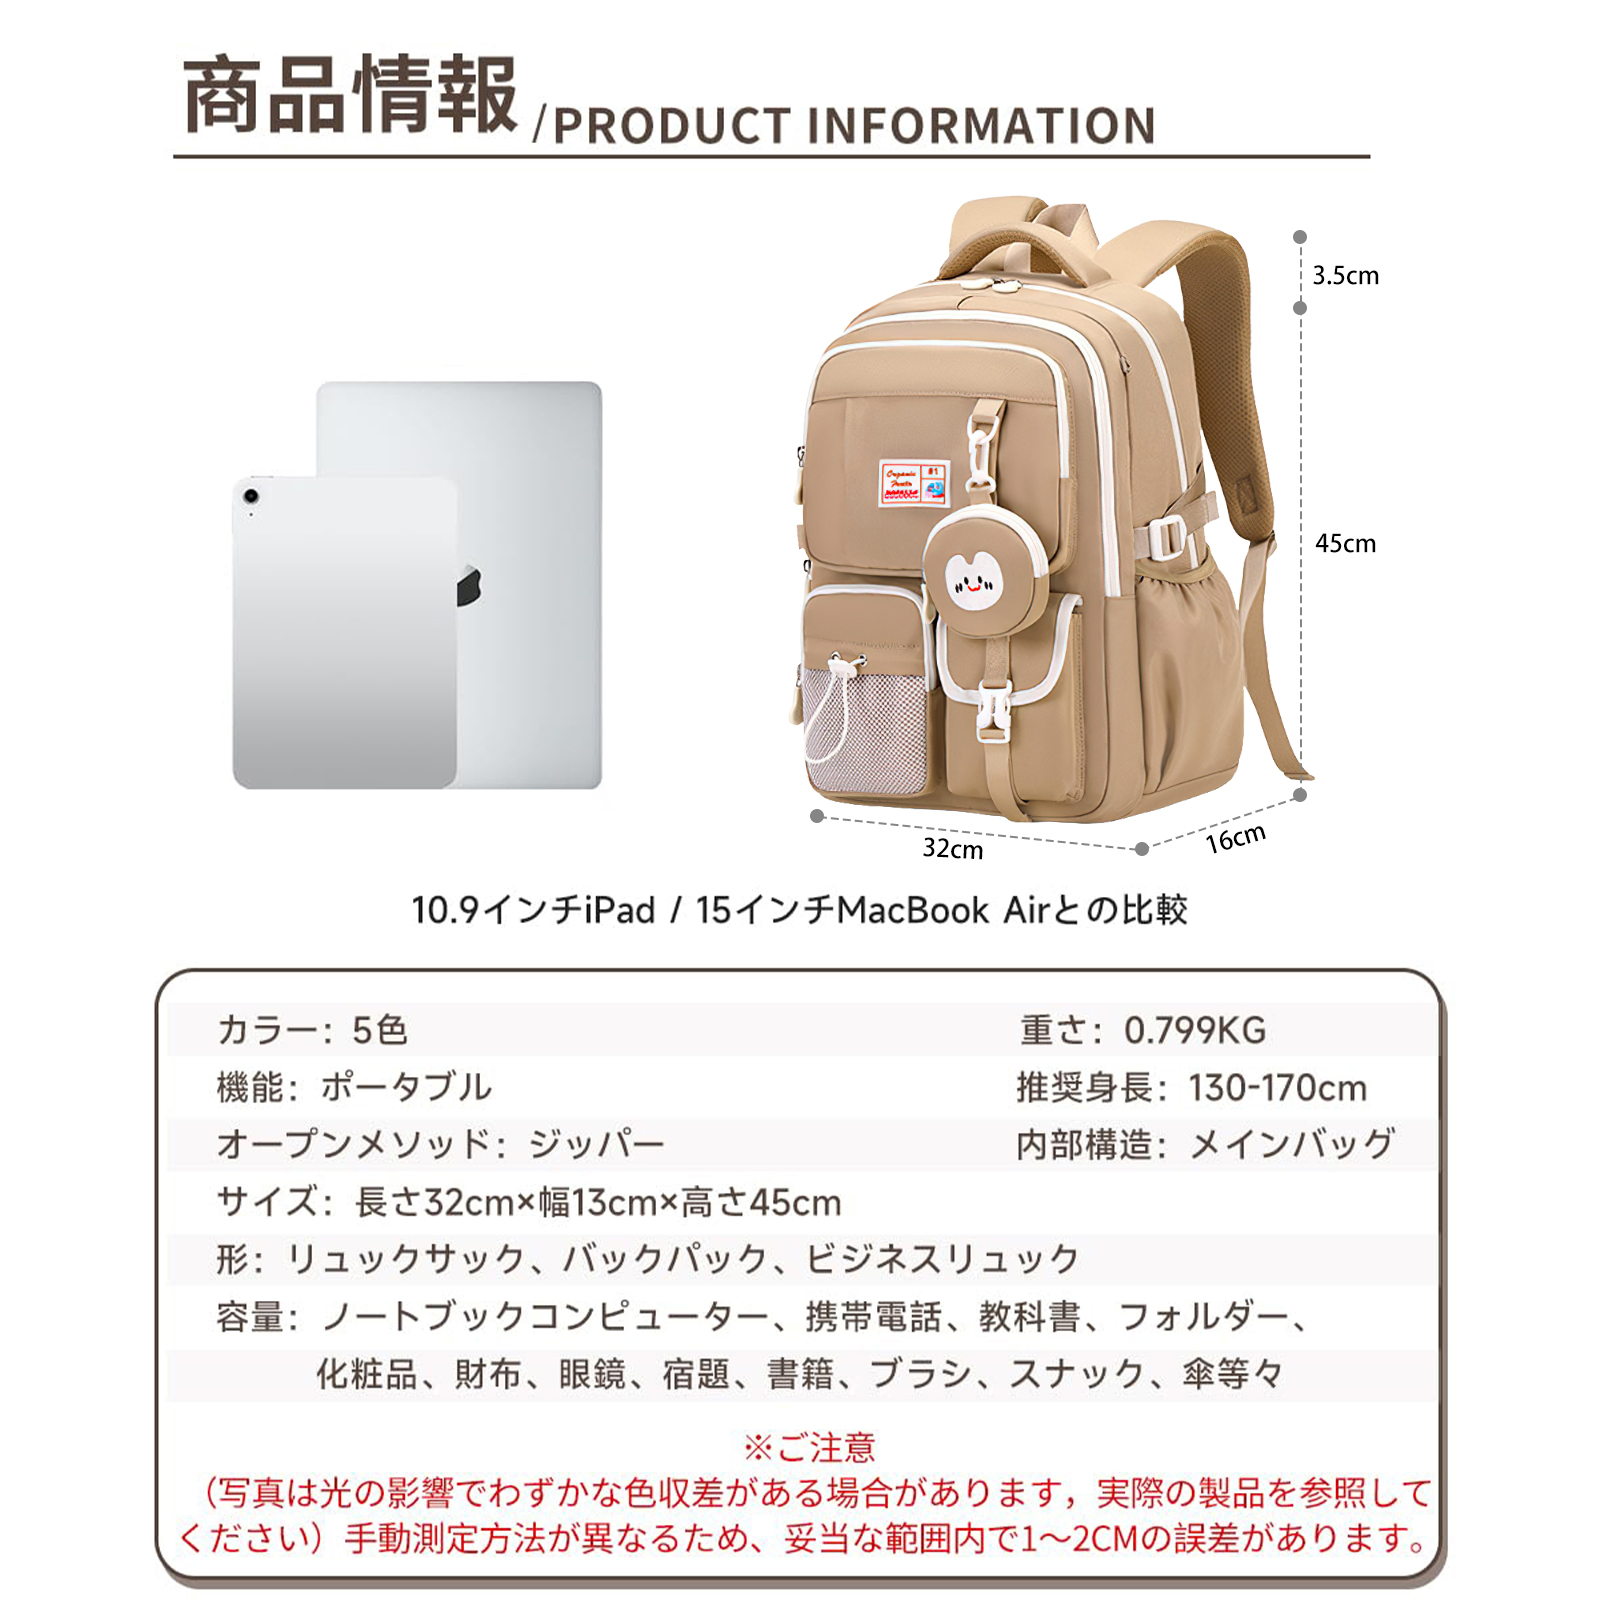 商品情報/PRODUCT INFORMATION
3.5cm
#1
45cm
32cm
16cm
10.9インチiPad / 15インチMacBook Airとの比較
カラー：5色 重さ：0.799KG
機能：ポータブル 推奨身長：130-170cm
オープンメソッド：ジッパー 内部構造：メインバッグ
サイズ：長さ32cm×幅13cm×高さ45cm
形：リュックサック、バックパック、ビジネスリュック
容量：ノートブックコンピューター、携帯電話、教科書、フォルダー、
化粧品、財布、眼鏡、宿題、書籍、ブラシ、スナック、傘等々
※ご注意
（写真は光の影響でわずかな色収差がある場合があります，実際の製品を参照して
ください）手動測定方法が異なるため、妥当な範囲内で1～2CMの誤差があります。